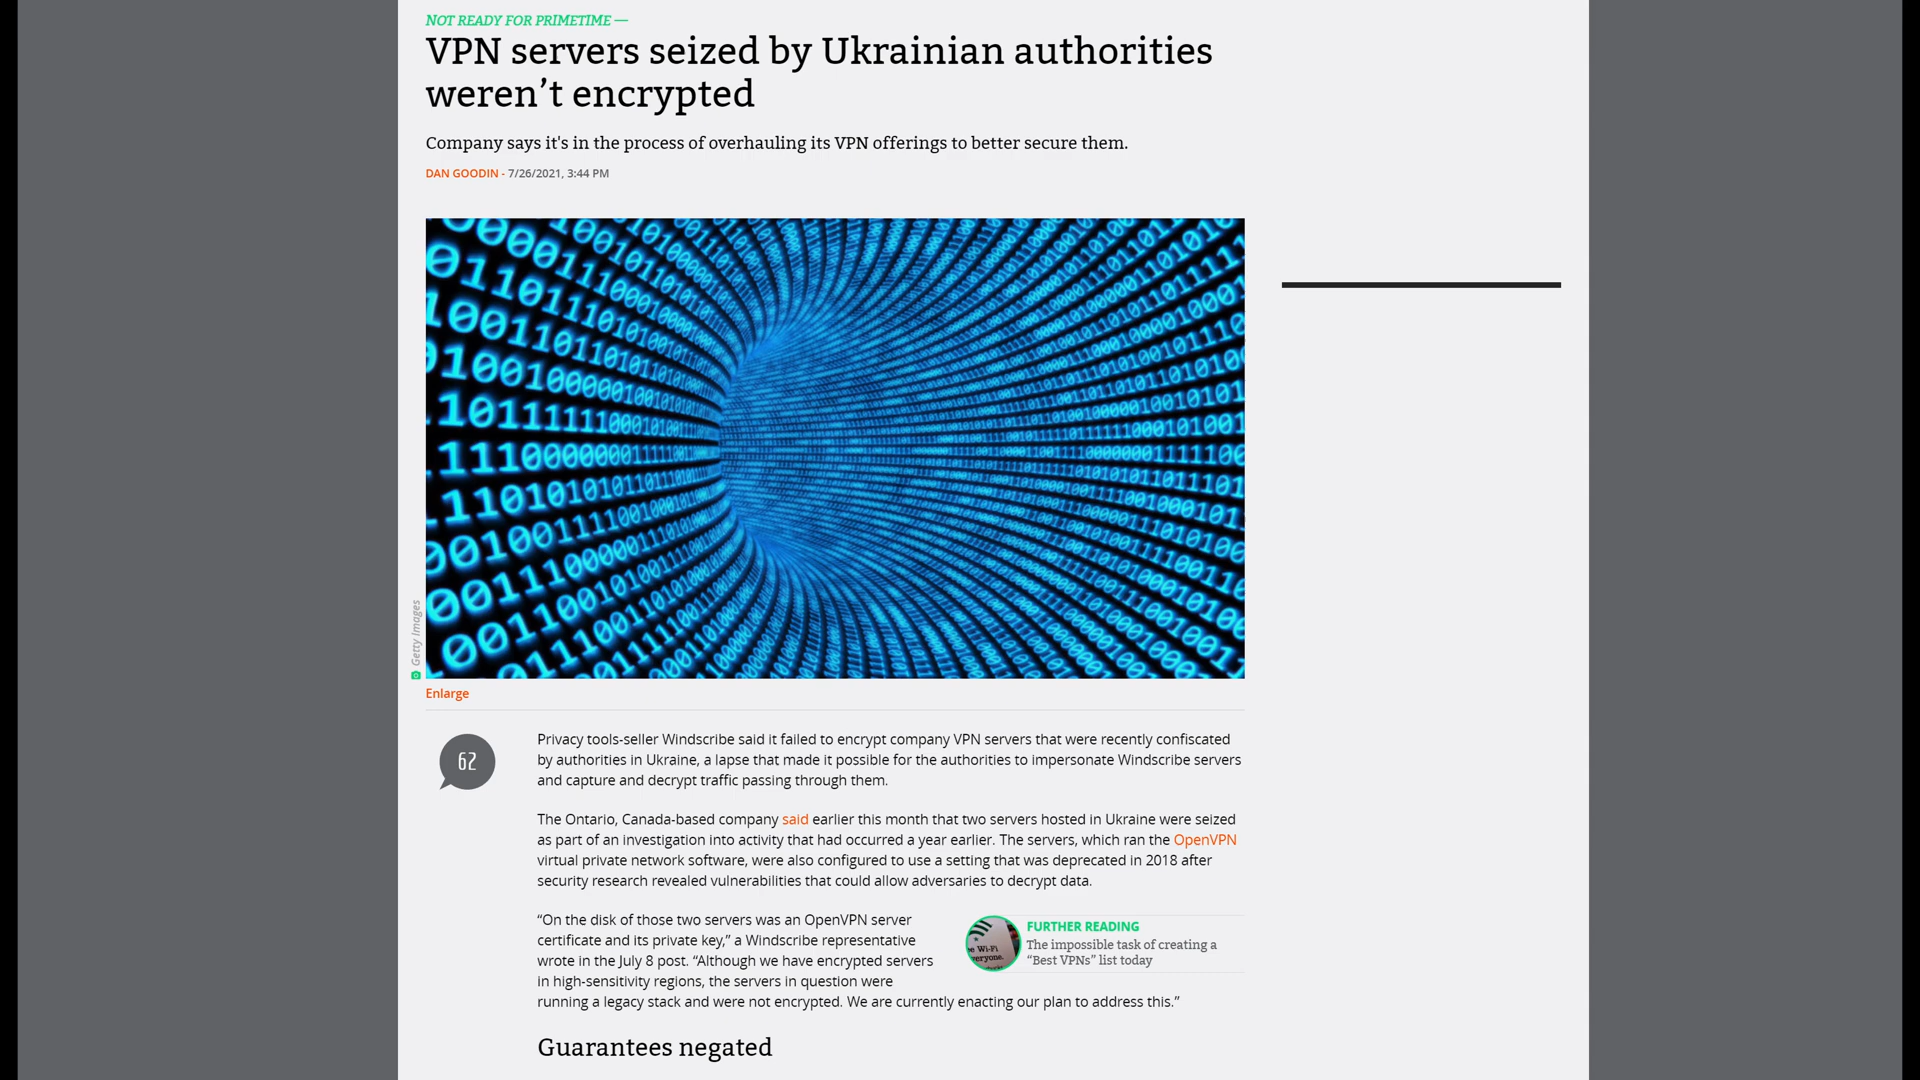 NOT READY FOR PRIMETIME —
VPN servers seized by Ukrainian authorities
weren’t encrypted
Company says it's in the process of overhauling its VPN offerings to better secure them.
DAN GOODIN - 7/26/2021, 3:44 PM
Getty Images
Enlarge
62
Privacy tools-seller Windscribe said it failed to encrypt company VPN servers that were recently confiscated
by authorities in Ukraine, a lapse that made it possible for the authorities to impersonate Windscribe servers
and capture and decrypt traffic passing through them.
The Ontario, Canada-based company said earlier this month that two servers hosted in Ukraine were seized
as part of an investigation into activity that had occurred a year earlier. The servers, which ran the OpenVPN
virtual private network software, were also configured to use a setting that was deprecated in 2018 after
security research revealed vulnerabilities that could allow adversaries to decrypt data.
“On the disk of those two servers was an OpenVPN server
certificate and its private key,” a Windscribe representative
wrote in the July 8 post. “Although we have encrypted servers
in high-sensitivity regions, the servers in question were
running a legacy stack and were not encrypted. We are currently enacting our plan to address this.”
FURTHER READING
The impossible task of creating a
“Best VPNs” list today
Guarantees negated